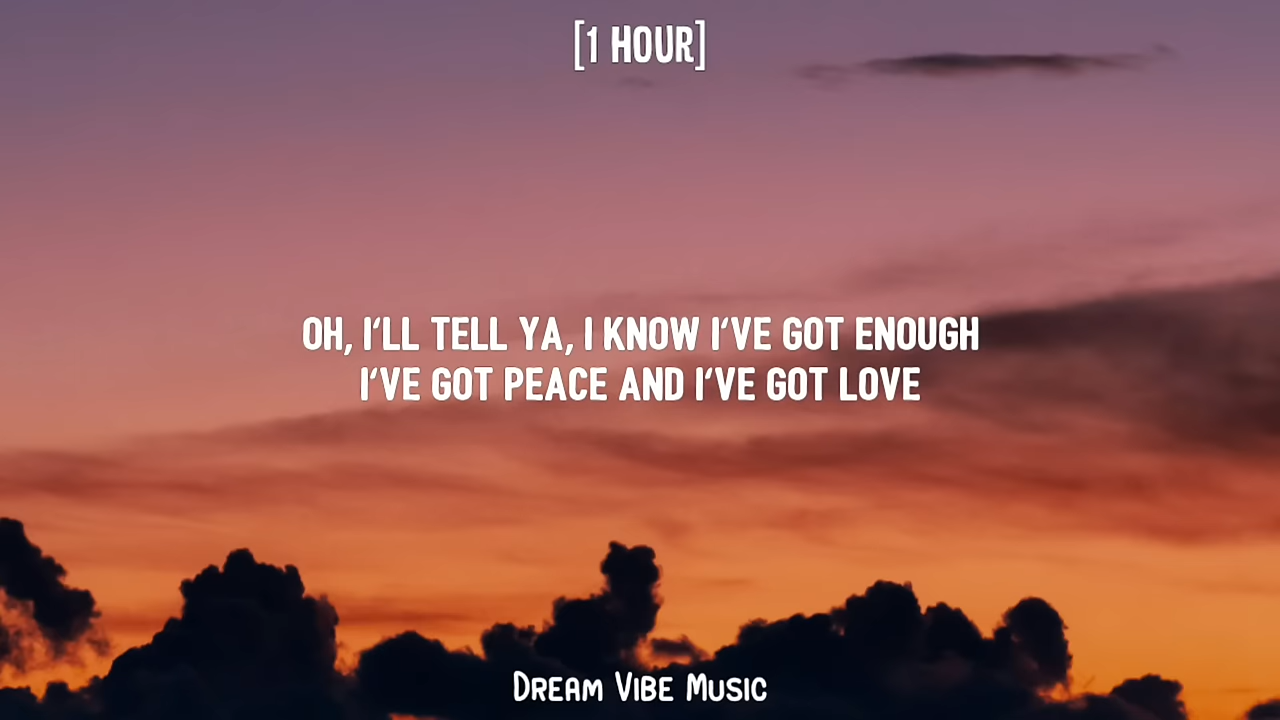 [1 HOUR]
OH, I'LL TELL YA, I KNOW I'VE GOT ENOUGH
I'VE GOT PEACE AND I'VE GOT LOVE
DREAM VIBE MUSIC